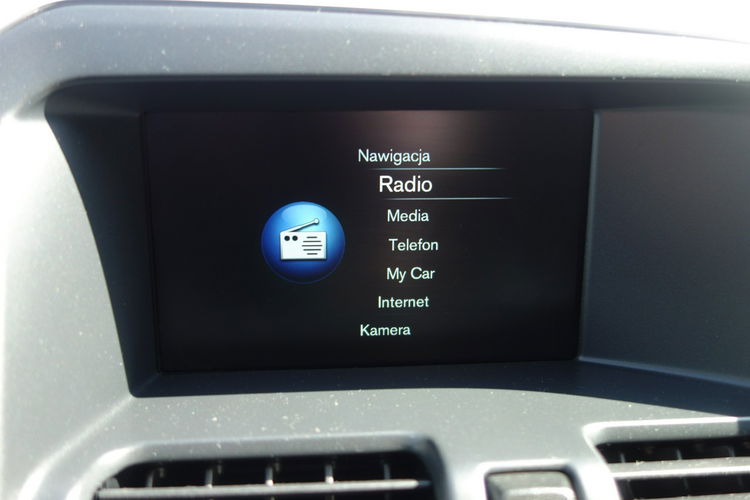 Nawigacja
Radio
Media
Telefon
My Car
Internet
Kamera